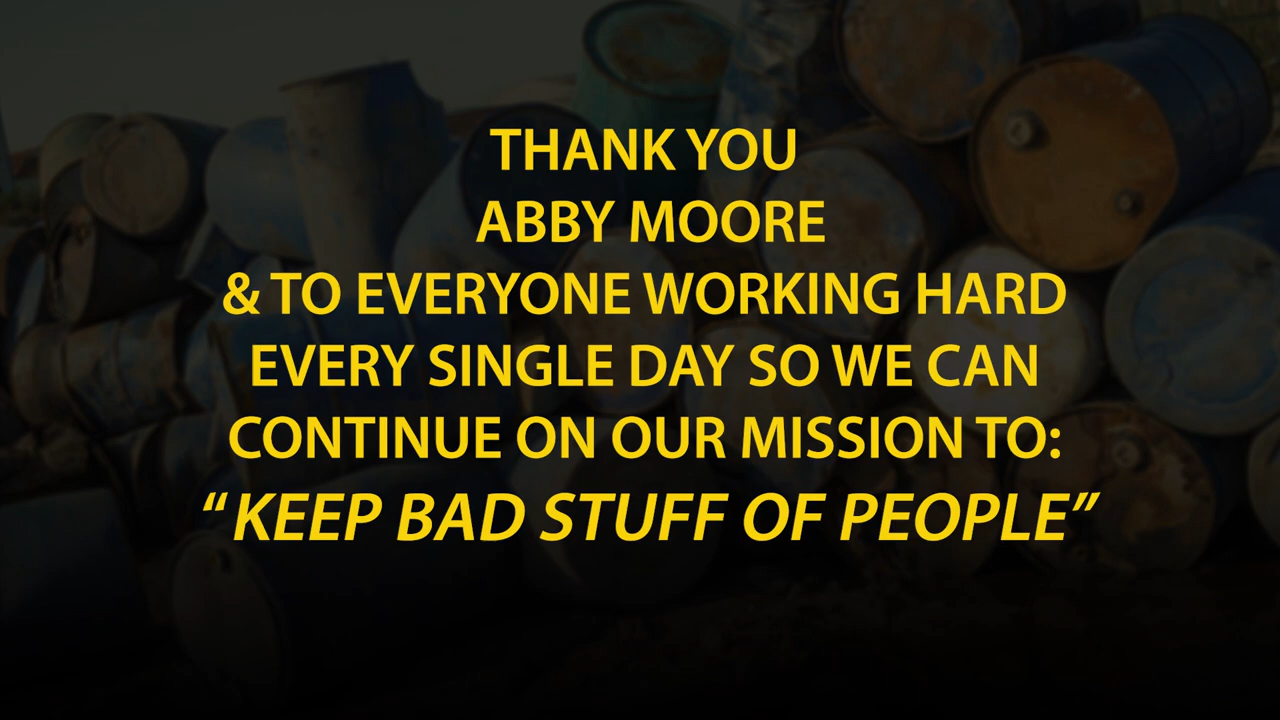 THANK YOU
ABBY MOORE
& TO EVERYONE WORKING HARD
EVERY SINGLE DAY SO WE CAN
CONTINUE ON OUR MISSION TO:
“KEEP BAD STUFF OF PEOPLE”